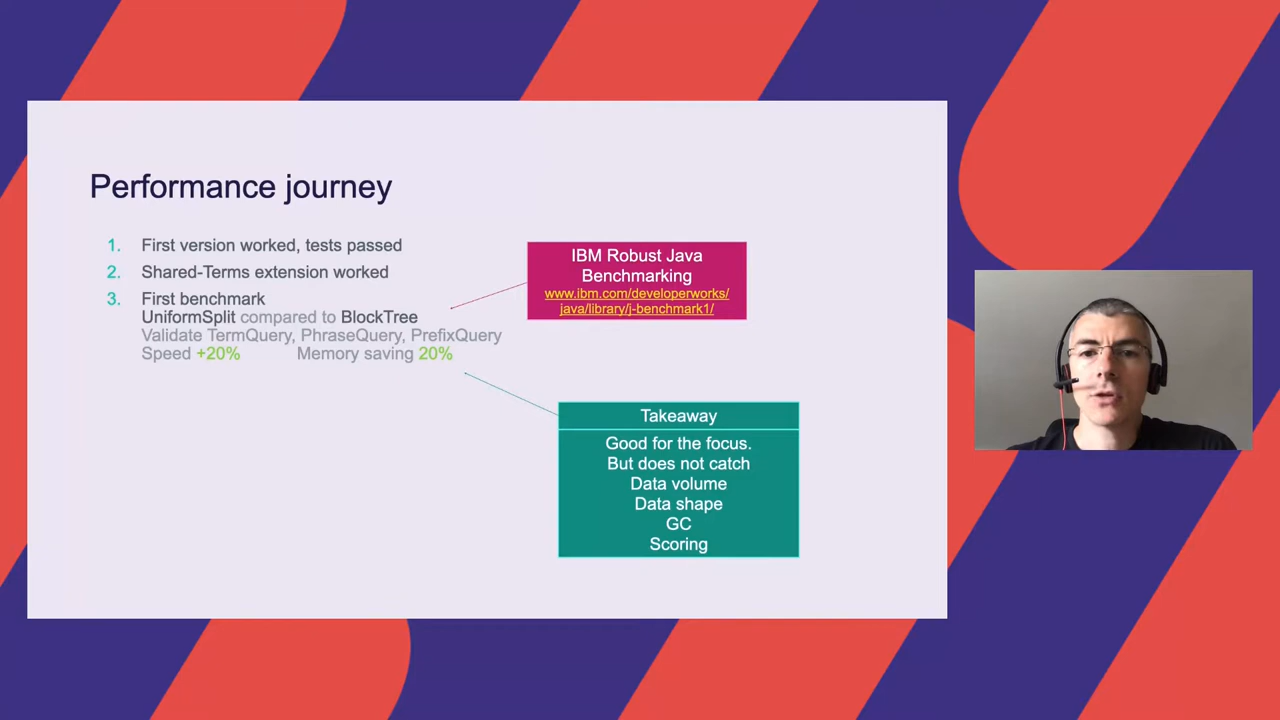 Performance journey
1. First version worked, tests passed
2. Shared-Terms extension worked
3. First benchmark
UniformSplit compared to BlockTree
Validate TermQuery, PhraseQuery, PrefixQuery
Speed +20% Memory saving 20%
IBM Robust Java
Benchmarking
www.ibm.com/developerworks/
java/library/j-benchmark1/
Takeaway
Good for the focus.
But does not catch
Data volume
Data shape
GC
Scoring